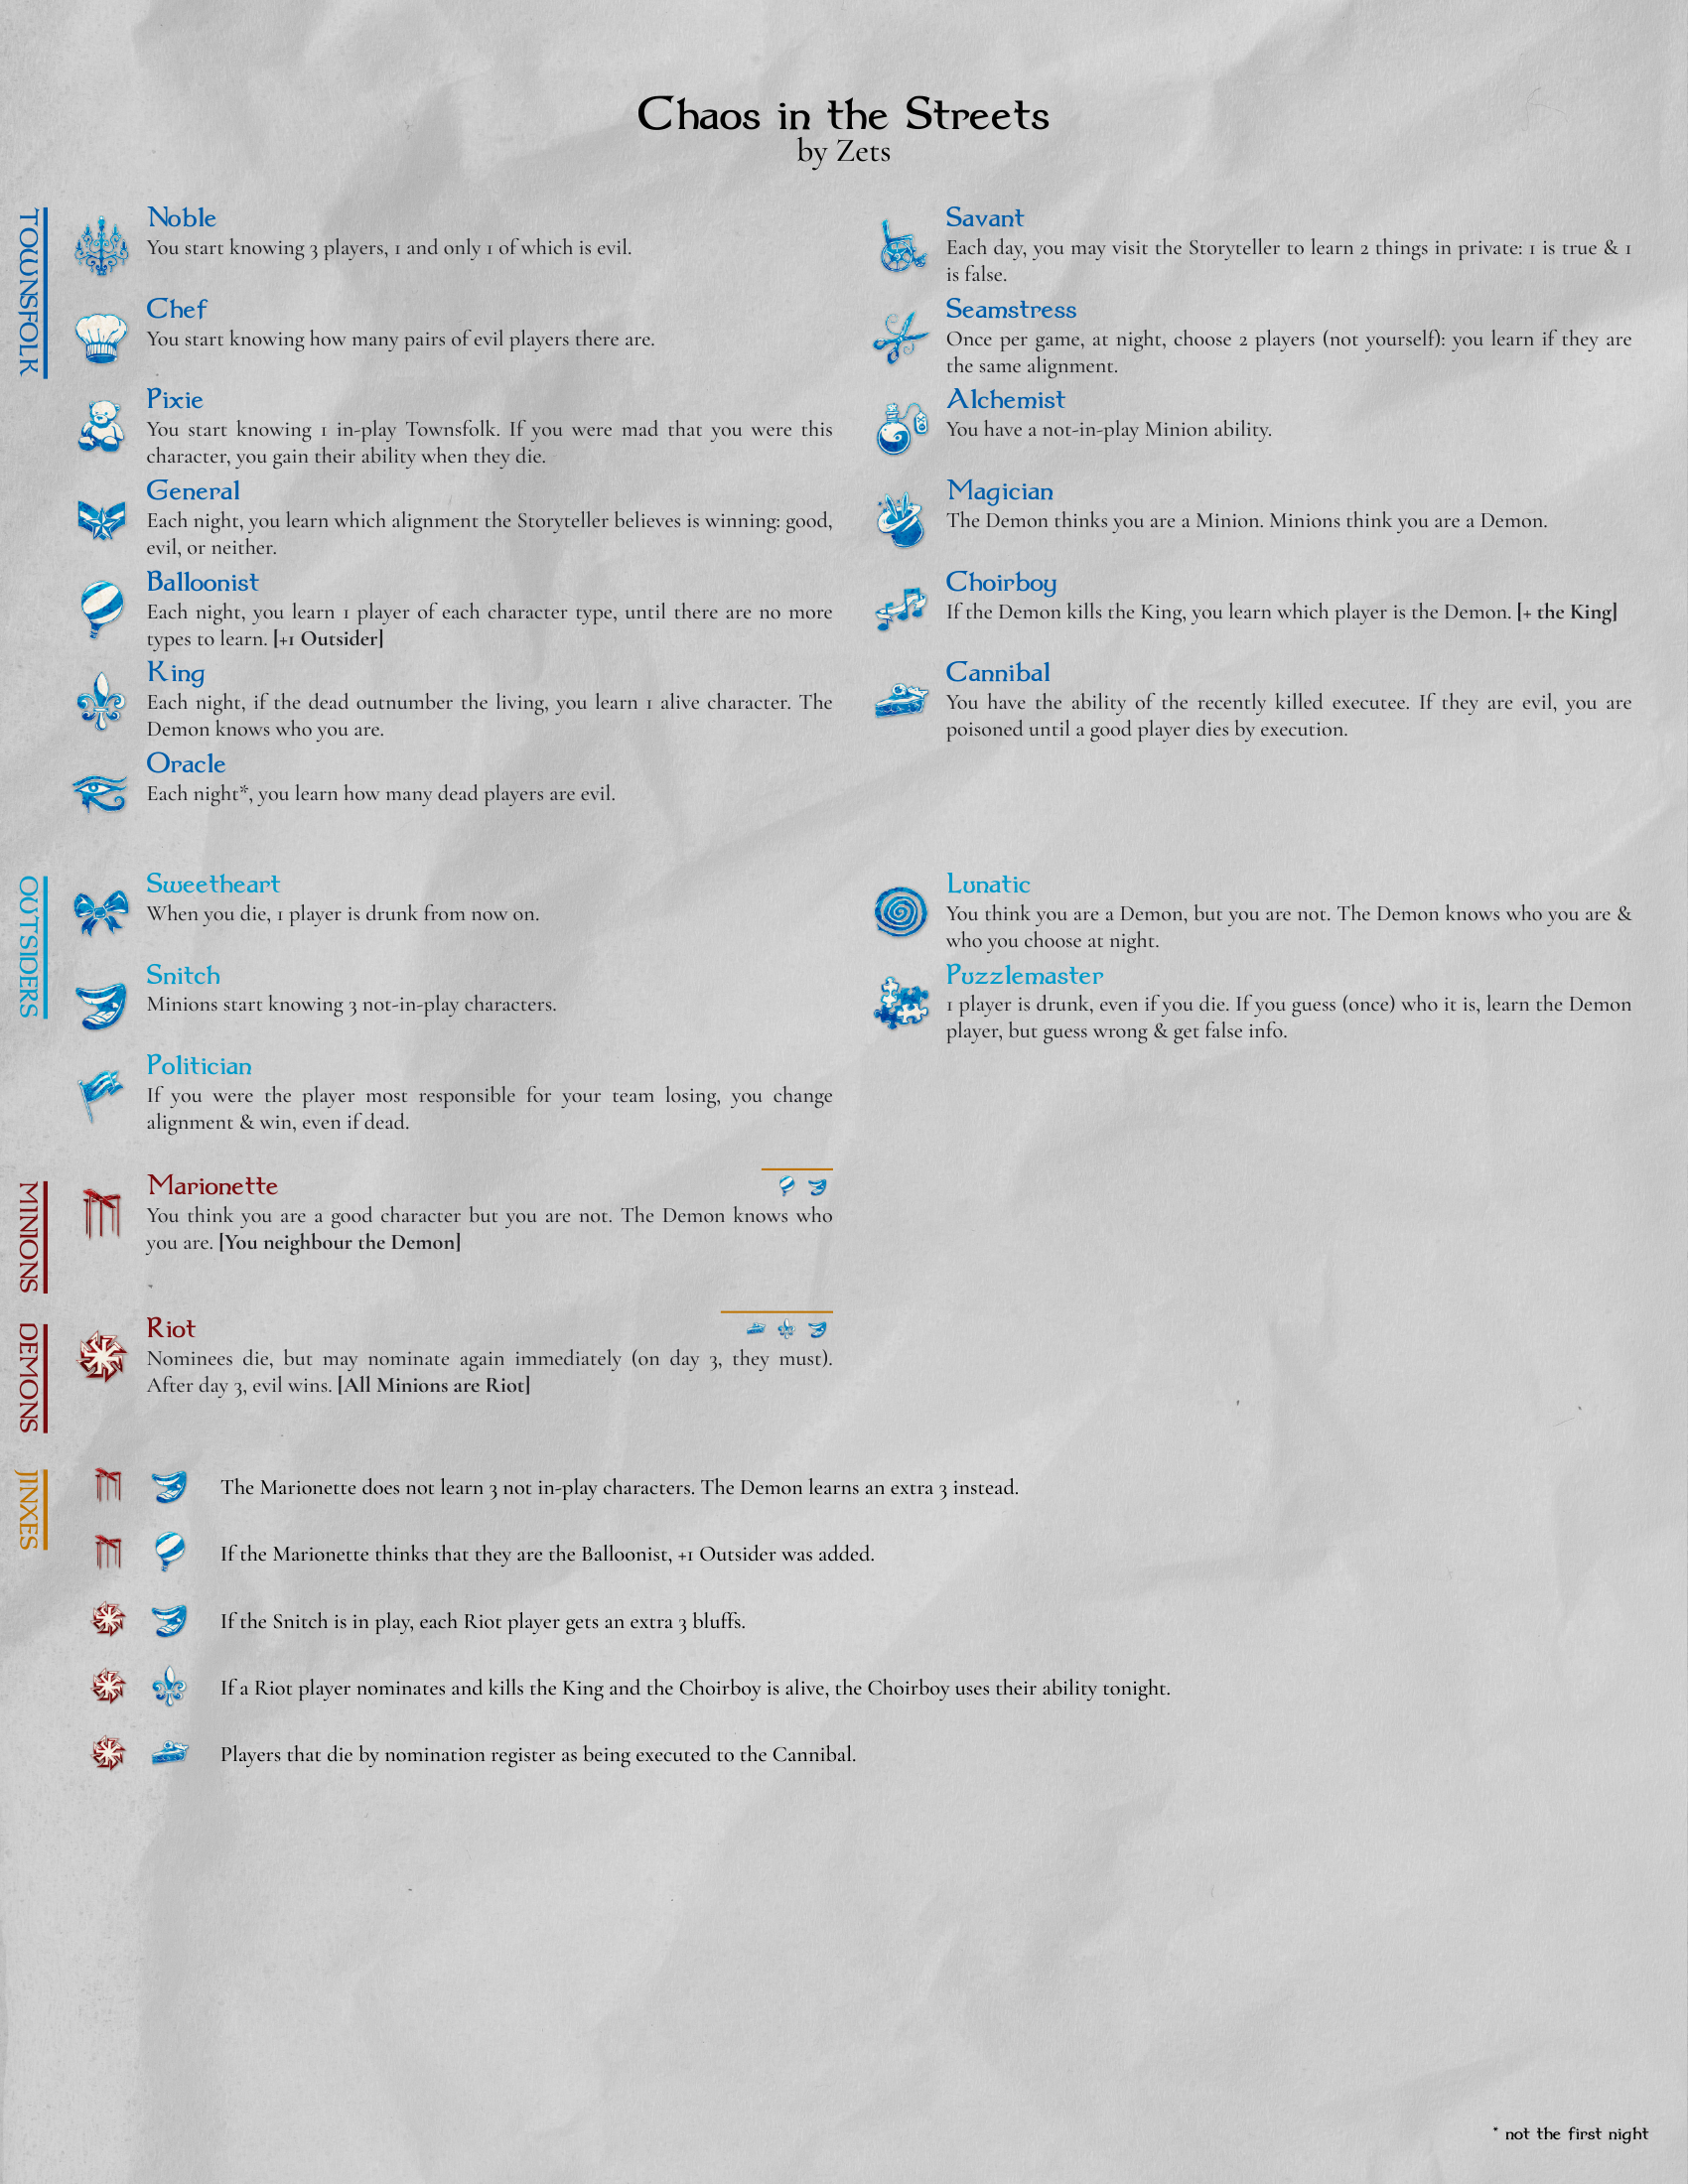 Chaos in the Streets
by Zets
TOWNSFOLK
Noble
You start knowing 3 players, 1 and only 1 of which is evil.
Chef
You start knowing how many pairs of evil players there are.
Pixie
You start knowing 1 in-play Townsfolk. If you were mad that you were this
character, you gain their ability when they die.
General
Each night, you learn which alignment the Storyteller believes is winning: good,
evil, or neither.
Balloonist
Each night, you learn 1 player of each character type, until there are no more
types to learn. [+1 Outsider]
King
Each night, if the dead outnumber the living, you learn 1 alive character. The
Demon knows who you are.
Oracle
Each night*, you learn how many dead players are evil.
Savant
Each day, you may visit the Storyteller to learn 2 things in private: 1 is true & 1
is false.
Seamstress
Once per game, at night, choose 2 players (not yourself): you learn if they are
the same alignment.
Alchemist
You have a not-in-play Minion ability.
Magician
The Demon thinks you are a Minion. Minions think you are a Demon.
Choirboy
If the Demon kills the King, you learn which player is the Demon. [+ the King]
Cannibal
You have the ability of the recently killed executee. If they are evil, you are
poisoned until a good player dies by execution.
OUTSIDERS
Sweetheart
When you die, 1 player is drunk from now on.
Snitch
Minions start knowing 3 not-in-play characters.
Politician
If you were the player most responsible for your team losing, you change
alignment & win, even if dead.
Lunatic
You think you are a Demon, but you are not. The Demon knows who you are &
who you choose at night.
Puzzlemaster
1 player is drunk, even if you die. If you guess (once) who it is, learn the Demon
player, but guess wrong & get false info.
MINIONS
Marionette
You think you are a good character but you are not. The Demon knows who
you are. [You neighbour the Demon]
DEMONS
Riot
Nominees die, but may nominate again immediately (on day 3, they must).
After day 3, evil wins. [All Minions are Riot]
JINXES
The Marionette does not learn 3 not in-play characters. The Demon learns an extra 3 instead.
If the Marionette thinks that they are the Balloonist, +1 Outsider was added.
If the Snitch is in play, each Riot player gets an extra 3 bluffs.
If a Riot player nominates and kills the King and the Choirboy is alive, the Choirboy uses their ability tonight.
Players that die by nomination register as being executed to the Cannibal.
* not the first night